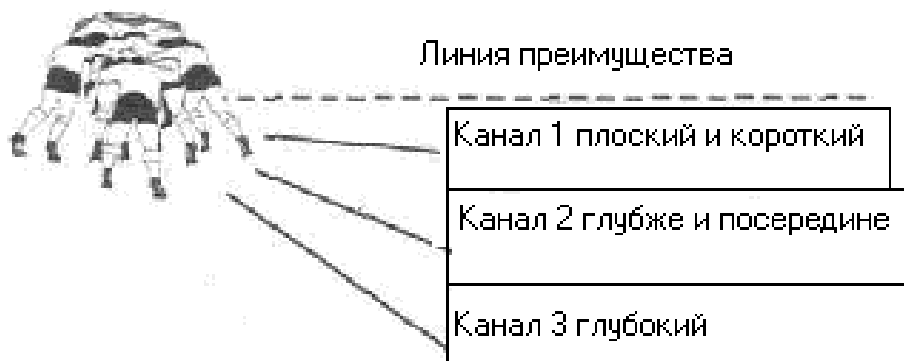 Линия преимущества
Канал 1 плоский и короткий
Канал 2 глубже и посередине
Канал 3 глубокий